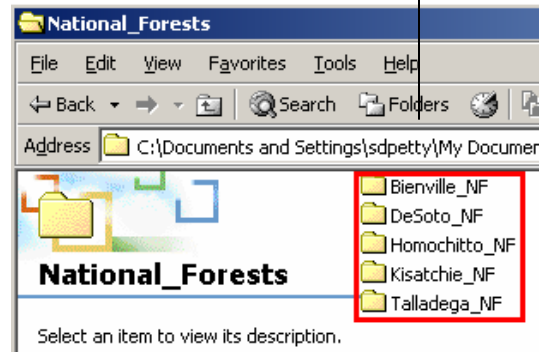 National_Forests
File Edit View Favorites Tools Help
Back Search Folders
Address C:\Documents and Settings\sdpetty\My Documen
Bienville_NF
DeSoto_NF
Homochitto_NF
Kisatchie_NF
Talladega_NF
National_Forests
Select an item to view its description.